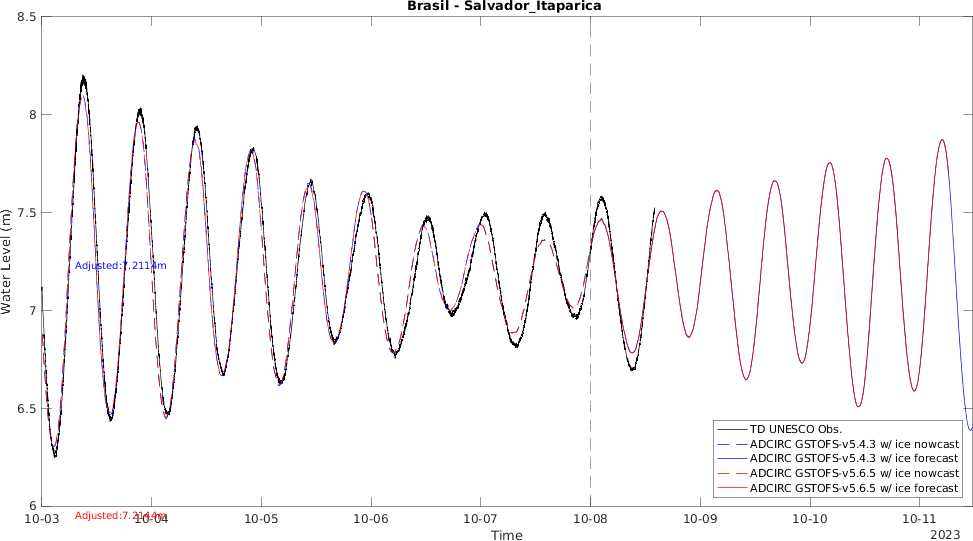 Brasil - Salvador_Itaparica
8.5
8
7.5
7
6.5
6
Water Level (m)
Adjusted:7.2114m
Adjusted:7.2144m
TD UNESCO Obs.
ADCIRC GSTOFS-v5.4.3 w/ ice nowcast
ADCIRC GSTOFS-v5.4.3 w/ ice forecast
ADCIRC GSTOFS-v5.6.5 w/ ice nowcast
ADCIRC GSTOFS-v5.6.5 w/ ice forecast
10-03 10-04 10-05 10-06 10-07 10-08 10-09 10-10 10-11
Time
2023